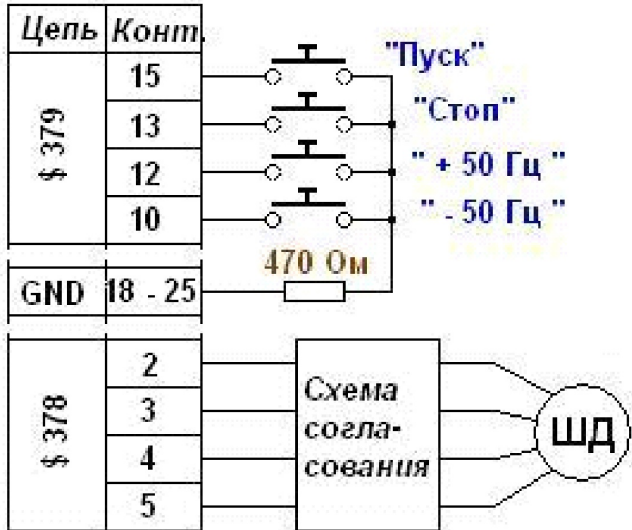 Цепь Конт.
$ 379
15
"Пуск"
13
"Стоп"
12
" + 50 Гц "
10
" - 50 Гц "
470 Ом
GND 18 - 25
$ 378
2
3
4
5
Схема
согла-
сования
ШД